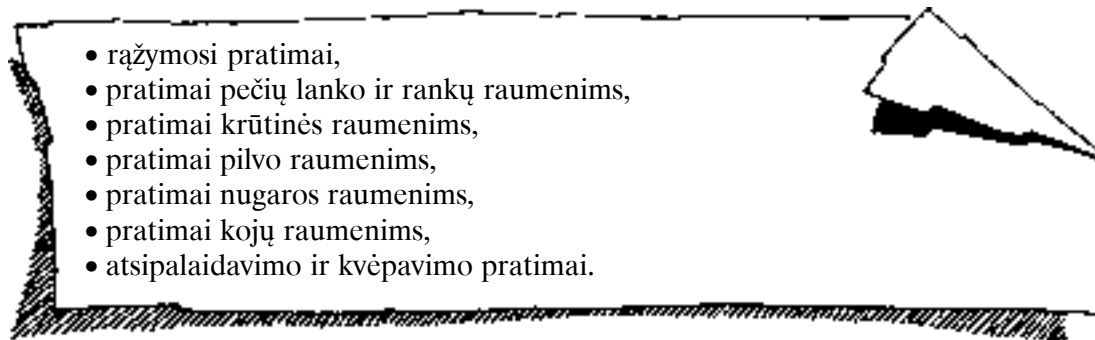 • rąžymosi pratimai,
• pratimai pečių lanko ir rankų raumenims,
• pratimai krūtinės raumenims,
• pratimai pilvo raumenims,
• pratimai nugaros raumenims,
• pratimai kojų raumenims,
• atsipalaidavimo ir kvėpavimo pratimai.